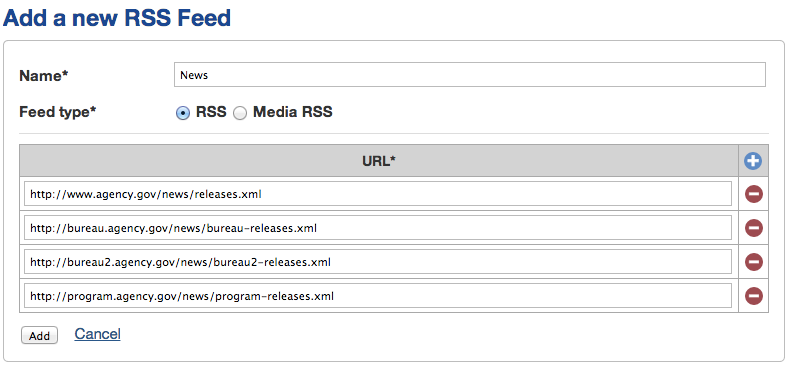 Add a new RSS Feed
Name* News
Feed type* RSS Media RSS
URL*
http://www.agency.gov/news/releases.xml
http://bureau.agency.gov/news/bureau-releases.xml
http://bureau2.agency.gov/news/bureau2-releases.xml
http://program.agency.gov/news/program-releases.xml
Add Cancel